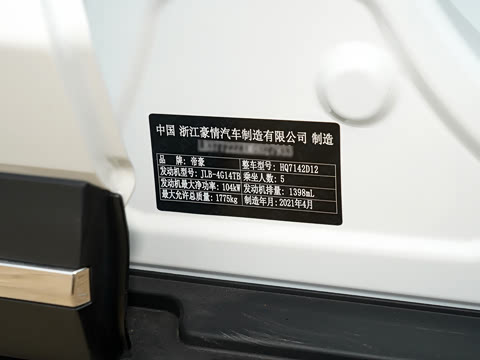 中国 浙江豪情汽车制造有限公司 制造
品 牌: 帝豪 整车型号: HQ7142D12
发动机型号: JLB-4G14TB 乘坐人数: 5
发动机最大净功率: 104kW 发动机排量: 1398mL
最大允许总质量: 1775kg 制造年月: 2021年4月